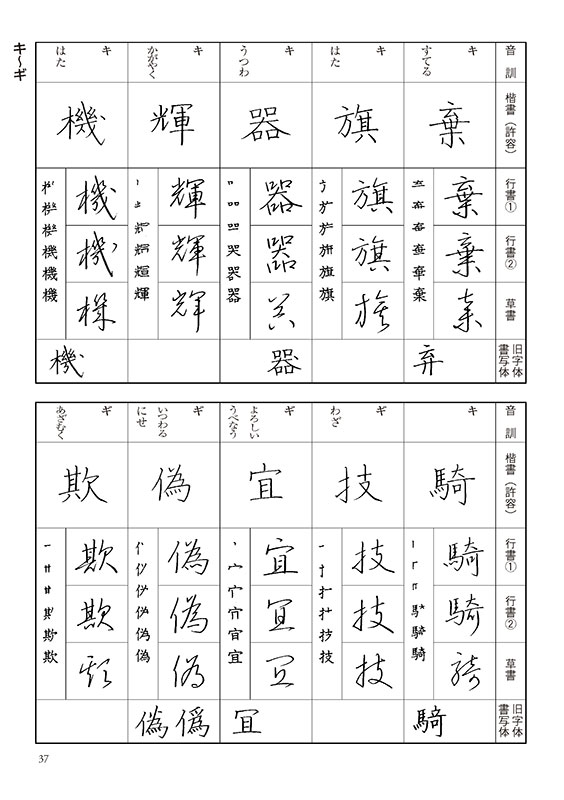 キ〜ギ
音 訓
楷書（許容）
行書①
行書②
草書
旧字体
書写体
キ
すてる
棄
棄
棄
棄
弃
キ
はた
旗
旗
旗
旗
キ
うつわ
器
器
器
器
器
キ
かがやく
輝
輝
輝
輝
キ
はた
機
機
機
機
機
音 訓
楷書（許容）
行書①
行書②
草書
旧字体
書写体
キ
騎
騎
騎
騎
騎
ギ
わざ
技
技
技
技
ギ
よろしい
うべなう
宜
宜
宜
宜
冝
ギ
いつわる
にせ
偽
偽
偽
偽
偽 僞
ギ
あざむく
欺
欺
欺
欺
37